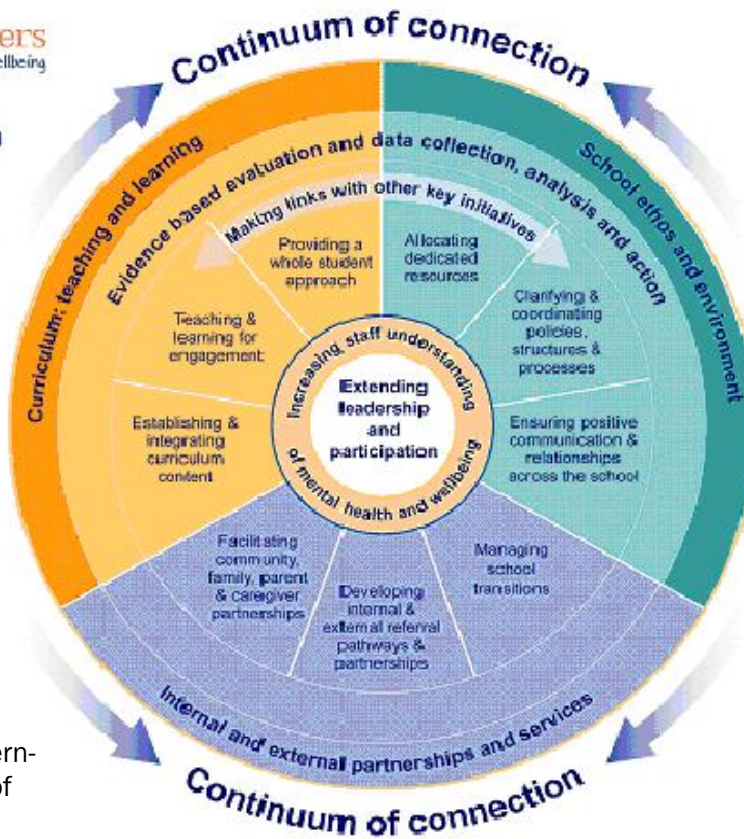 ers
ellbeing
Continuum of connection
Curriculum: teaching and learning
School ethos and environment
Evidence based evaluation and data collection, analysis and action
Making links with other key initiatives
Providing a
whole student
approach
Allocating
dedicated
resources
Teaching &
learning for
engagement
Clarifying &
coordinating
policies,
structures &
processes
Establishing &
integrating
curriculum
content
Increasing staff understanding
of mental health and wellbeing
Extending
leadership
and
participation
Ensuring positive
communication &
relationships
across the school
Facilitating
community,
family, parent
& caregiver
partnerships
Developing
internal &
external referral
pathways &
partnerships
Managing
school
transitions
Internal and external partnerships and services
ern-
of
Continuum of connection